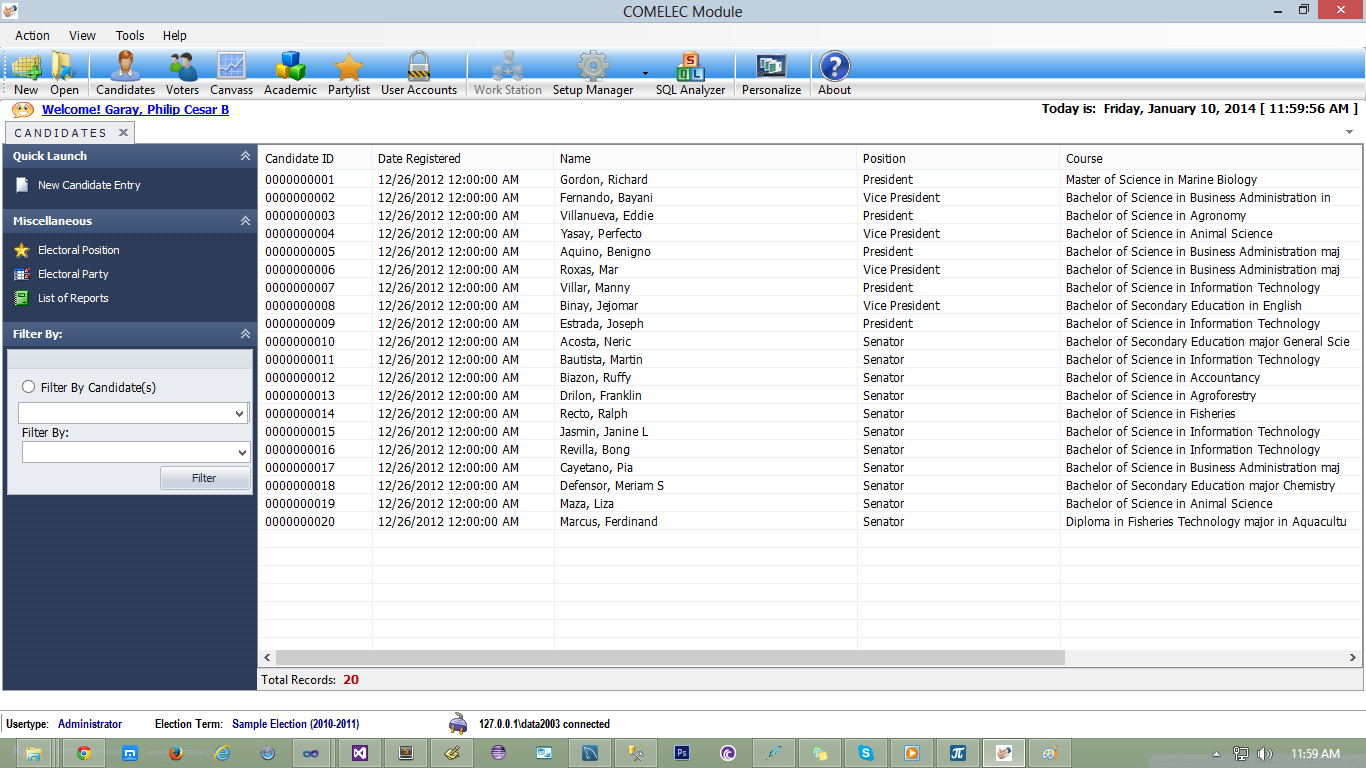 COMELEC Module
Action View Tools Help
New Open Candidates Voters Canvass Academic Partylist User Accounts Work Station Setup Manager SQL Analyzer Personalize About
Welcome! Garay, Philip Cesar B Today is: Friday, January 10, 2014 [ 11:59:56 AM ]
CANDIDATES
Quick Launch
New Candidate Entry
Miscellaneous
Electoral Position
Electoral Party
List of Reports
Filter By:
Filter By Candidate(s)
Filter By:
Filter
Candidate ID Date Registered Name Position Course
0000000001 12/26/2012 12:00:00 AM Gordon, Richard President Master of Science in Marine Biology
0000000002 12/26/2012 12:00:00 AM Fernando, Bayani Vice President Bachelor of Science in Business Administration in
0000000003 12/26/2012 12:00:00 AM Villanueva, Eddie President Bachelor of Science in Agronomy
0000000004 12/26/2012 12:00:00 AM Yasay, Perfecto Vice President Bachelor of Science in Animal Science
0000000005 12/26/2012 12:00:00 AM Aquino, Benigno President Bachelor of Science in Business Administration maj
0000000006 12/26/2012 12:00:00 AM Roxas, Mar Vice President Bachelor of Science in Business Administration maj
0000000007 12/26/2012 12:00:00 AM Villar, Manny President Bachelor of Science in Information Technology
0000000008 12/26/2012 12:00:00 AM Binay, Jejomar Vice President Bachelor of Secondary Education in English
0000000009 12/26/2012 12:00:00 AM Estrada, Joseph President Bachelor of Science in Information Technology
0000000010 12/26/2012 12:00:00 AM Acosta, Neric Senator Bachelor of Secondary Education major General Scie
0000000011 12/26/2012 12:00:00 AM Bautista, Martin Senator Bachelor of Science in Information Technology
0000000012 12/26/2012 12:00:00 AM Biazon, Ruffy Senator Bachelor of Science in Accountancy
0000000013 12/26/2012 12:00:00 AM Drilon, Franklin Senator Bachelor of Science in Agroforestry
0000000014 12/26/2012 12:00:00 AM Recto, Ralph Senator Bachelor of Science in Fisheries
0000000015 12/26/2012 12:00:00 AM Jasmin, Janine L Senator Bachelor of Science in Information Technology
0000000016 12/26/2012 12:00:00 AM Revilla, Bong Senator Bachelor of Science in Information Technology
0000000017 12/26/2012 12:00:00 AM Cayetano, Pia Senator Bachelor of Science in Business Administration maj
0000000018 12/26/2012 12:00:00 AM Defensor, Meriam S Senator Bachelor of Secondary Education major Chemistry
0000000019 12/26/2012 12:00:00 AM Maza, Liza Senator Bachelor of Science in Animal Science
0000000020 12/26/2012 12:00:00 AM Marcus, Ferdinand Senator Diploma in Fisheries Technology major in Aquacultu
Total Records: 20
Usertype: Administrator Election Term: Sample Election (2010-2011) 127.0.0.1\data2003 connected
11:59 AM